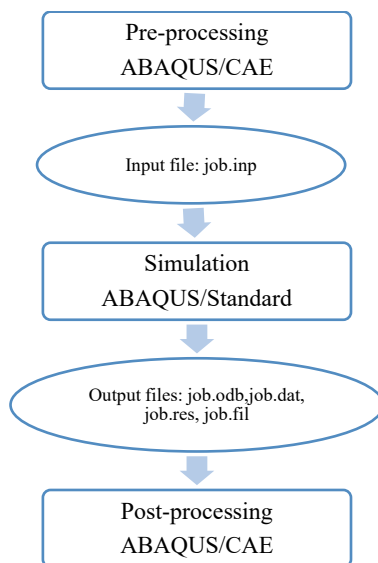 Pre-processing
ABAQUS/CAE
Input file: job.inp
Simulation
ABAQUS/Standard
Output files: job.odb,job.dat,
job.res, job.fil
Post-processing
ABAQUS/CAE